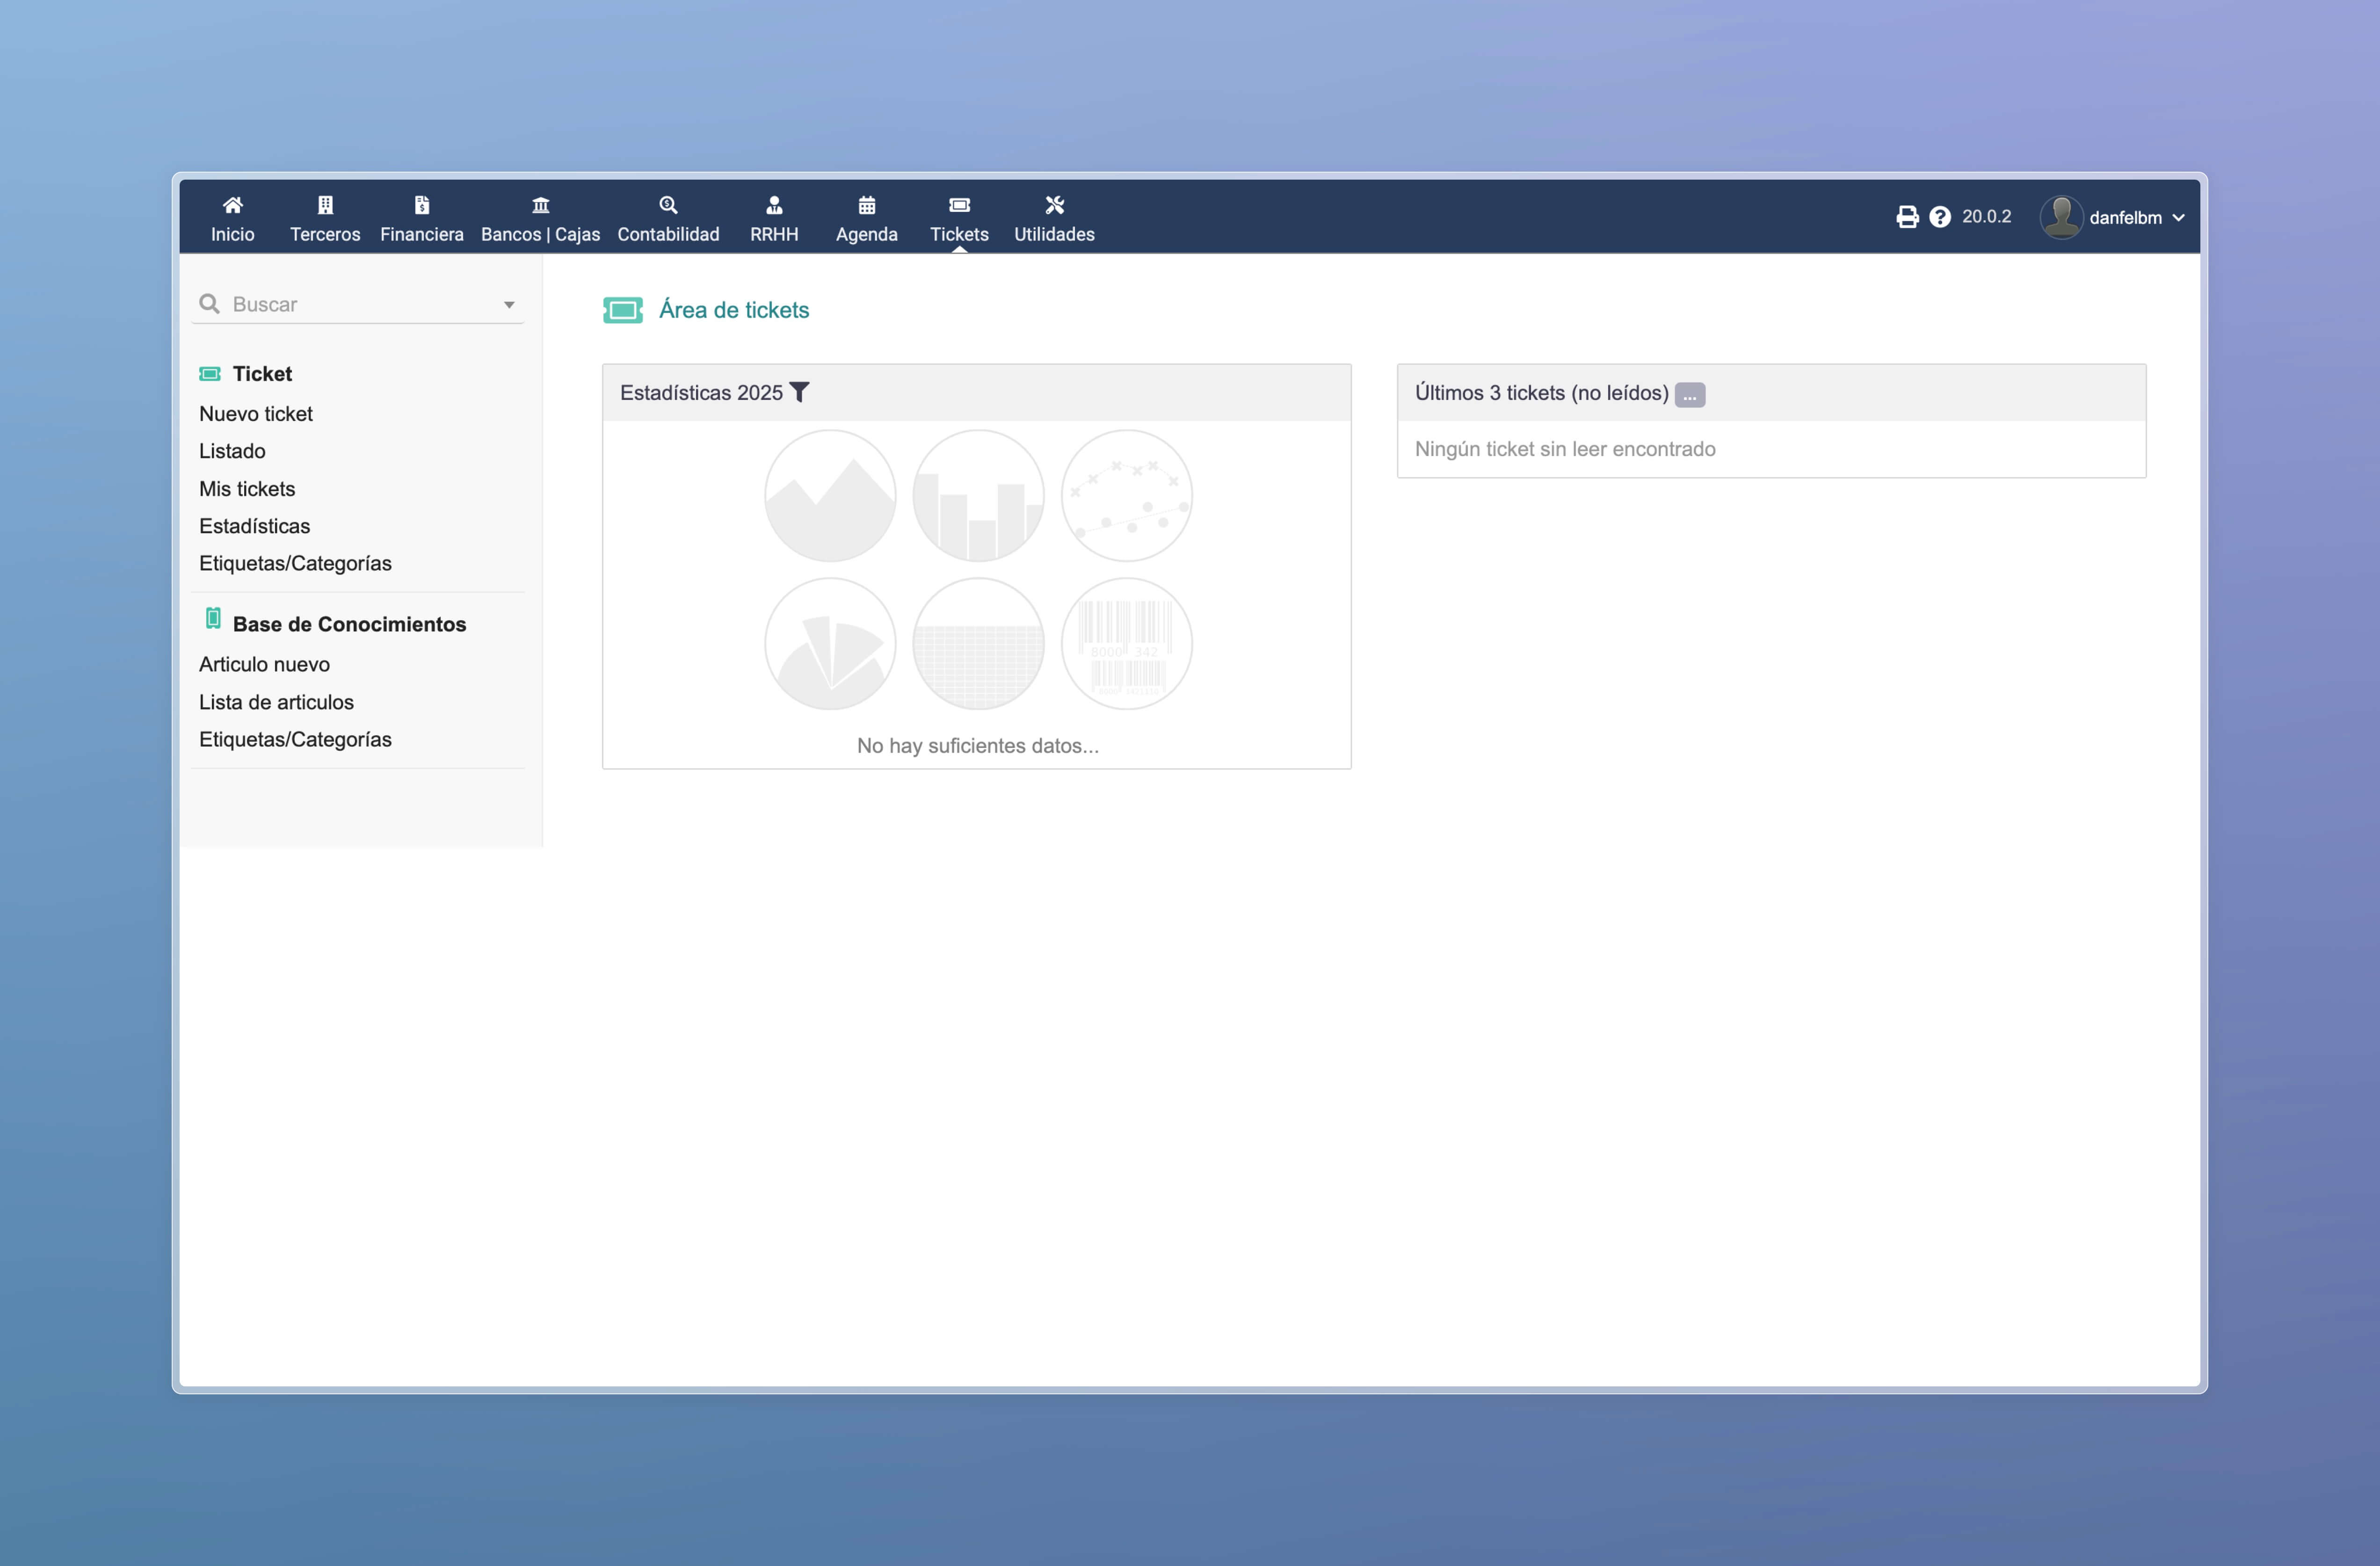 Inicio
Terceros
Financiera
Bancos | Cajas
Contabilidad
RRHH
Agenda
Tickets
Utilidades
20.0.2
danfelbm
Buscar
Ticket
Nuevo ticket
Listado
Mis tickets
Estadísticas
Etiquetas/Categorías
Base de Conocimientos
Articulo nuevo
Lista de articulos
Etiquetas/Categorías
Área de tickets
Estadísticas 2025
8000 342
No hay suficientes datos...
Últimos 3 tickets (no leídos) ...
Ningún ticket sin leer encontrado